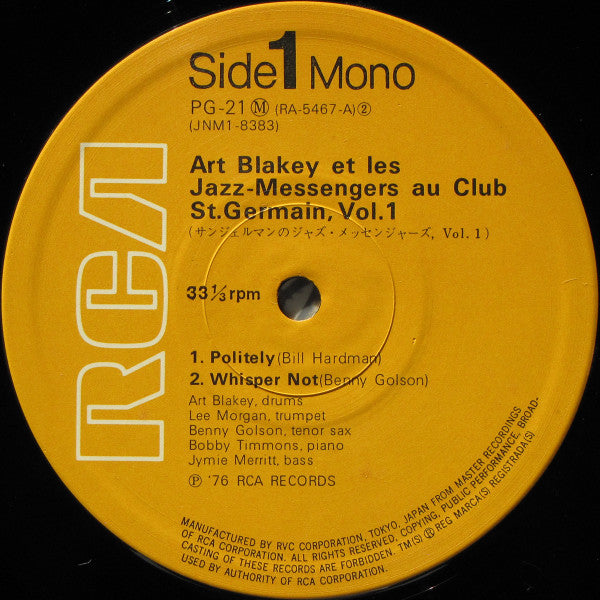 Side 1 Mono
PG-21 Ⓜ (RA-5467-A)②
(JNM1-8383)
RCA
Art Blakey et les
Jazz-Messengers au Club
St.Germain, Vol.1
(サンジェルマンのジャズ・メッセンジャーズ, Vol. 1)
33⅓rpm
1. Politely(Bill Hardman)
2. Whisper Not(Benny Golson)
Art Blakey, drums
Lee Morgan, trumpet
Benny Golson, tenor sax
Bobby Timmons, piano
Jymie Merritt, bass
Ⓟ '76 RCA RECORDS
MANUFACTURED BY RVC CORPORATION, TOKYO, JAPAN FROM MASTER RECORDINGS
OF RCA CORPORATION. ALL RIGHTS RESERVED. COPYING, PUBLIC PERFORMANCE, BROAD-
CASTING OF THESE RECORDS ARE FORBIDDEN. TM(S) Ⓡ REG MARCA(S) REGISTRADA(S)
USED BY AUTHORITY OF RCA CORPORATION.